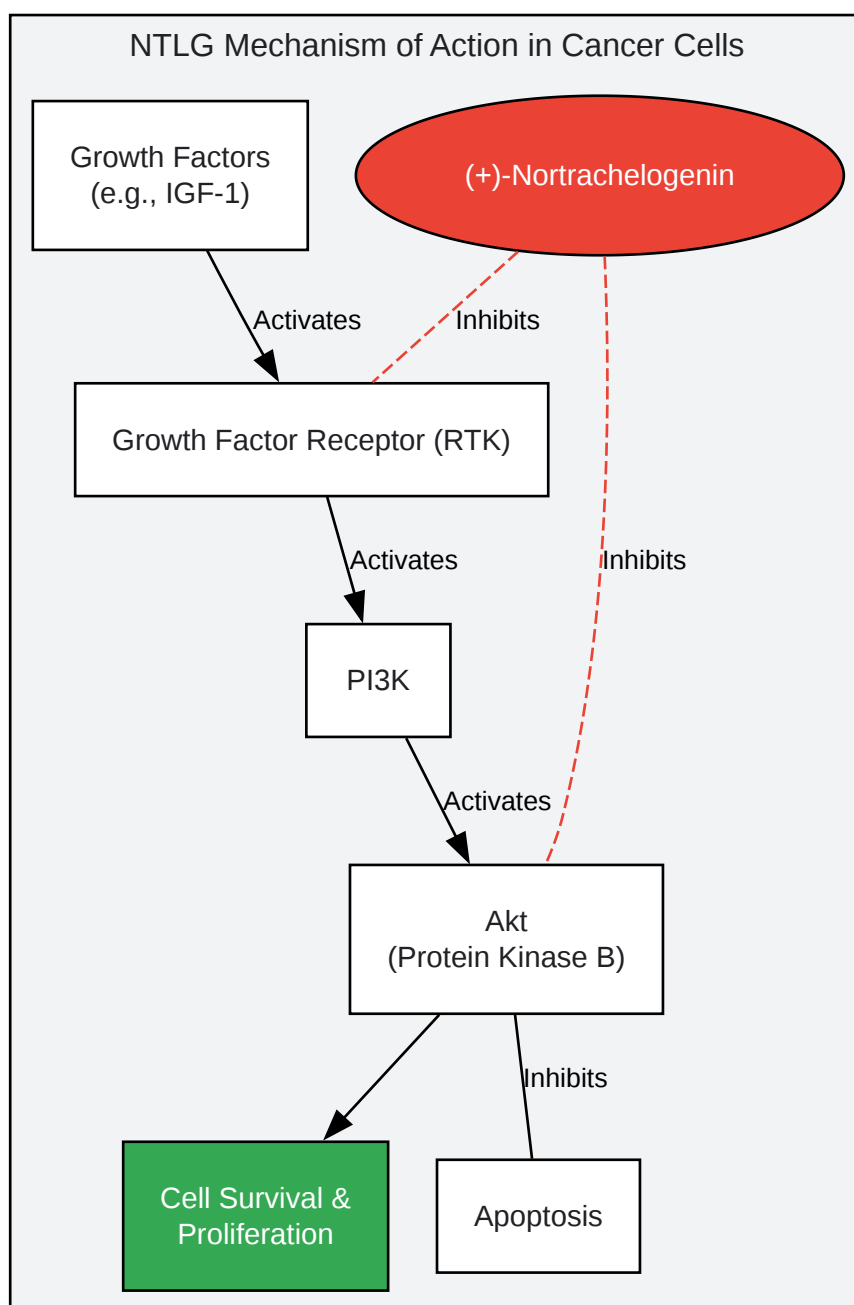 NTLG Mechanism of Action in Cancer Cells
Growth Factors
(e.g., IGF-1)
(+)-Nortrachelogenin
Activates
Inhibits
Growth Factor Receptor (RTK)
Activates
Inhibits
PI3K
Activates
Akt
(Protein Kinase B)
Inhibits
Cell Survival &
Proliferation
Apoptosis